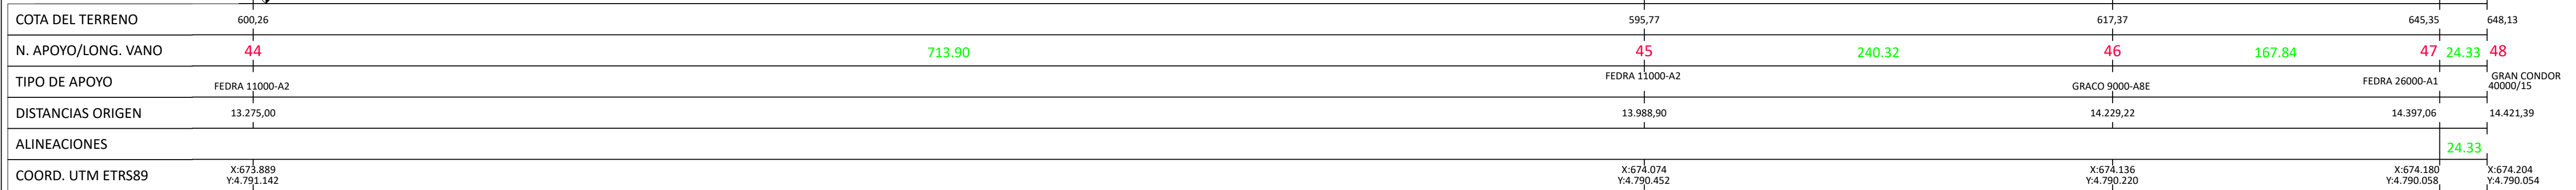 COTA DEL TERRENO 600,26 595,77 617,37 645,35 648,13
N. APOYO/LONG. VANO 44 713.90 45 240.32 46 167.84 47 24.33 48
TIPO DE APOYO FEDRA 11000-A2 FEDRA 11000-A2 GRACO 9000-A8E FEDRA 26000-A1 GRAN CONDOR
40000/15
DISTANCIAS ORIGEN 13.275,00 13.988,90 14.229,22 14.397,06 14.421,39
ALINEACIONES 24.33
COORD. UTM ETRS89 X:673.889 X:674.074 X:674.136 X:674.180 X:674.204
Y:4.791.142 Y:4.790.452 Y:4.790.220 Y:4.790.058 Y:4.790.054